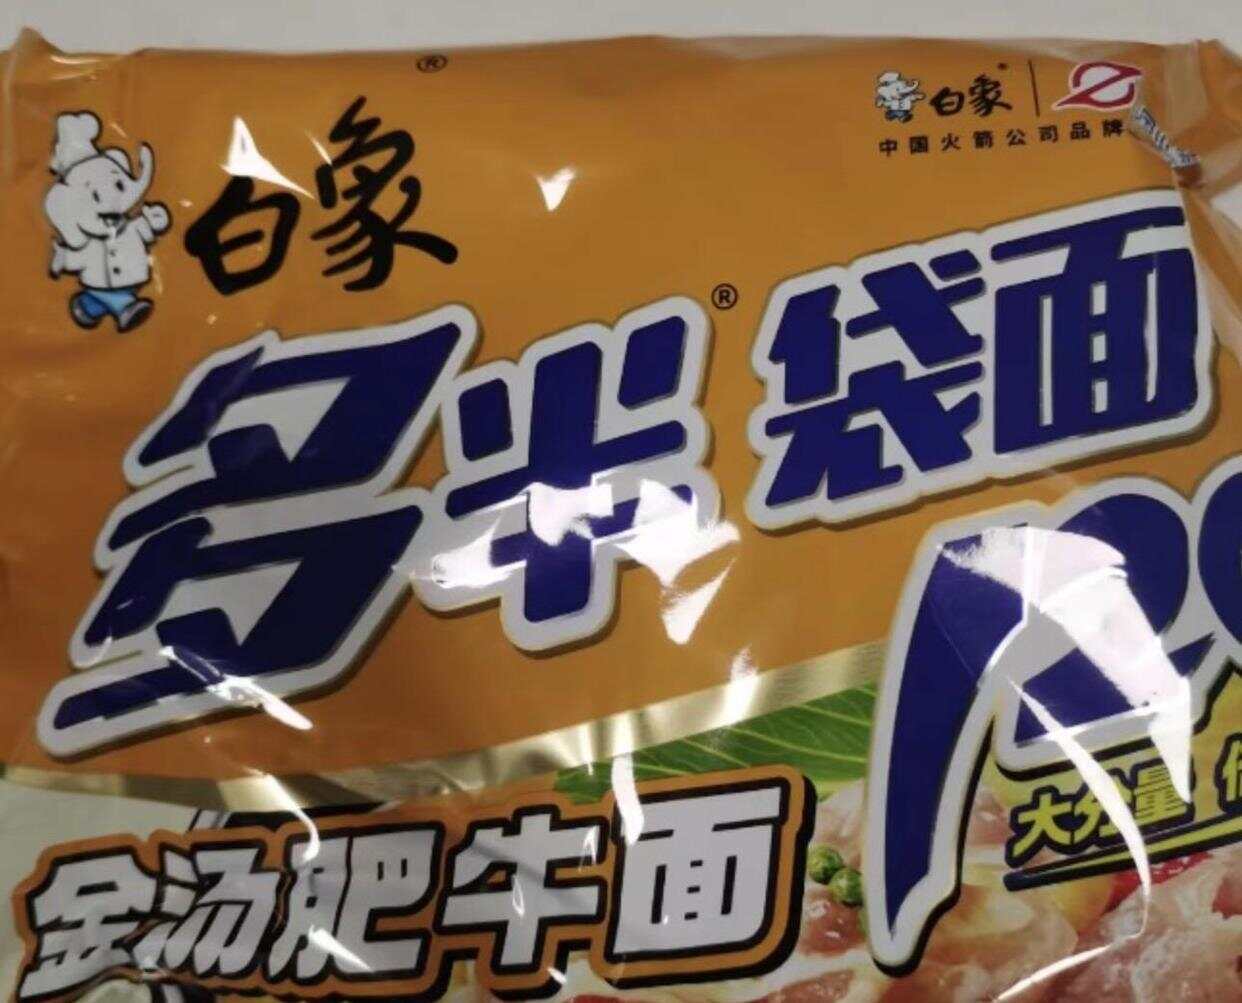 白象®
白象®
中国火箭公司品牌
多半®袋面
大分量
金汤肥牛面